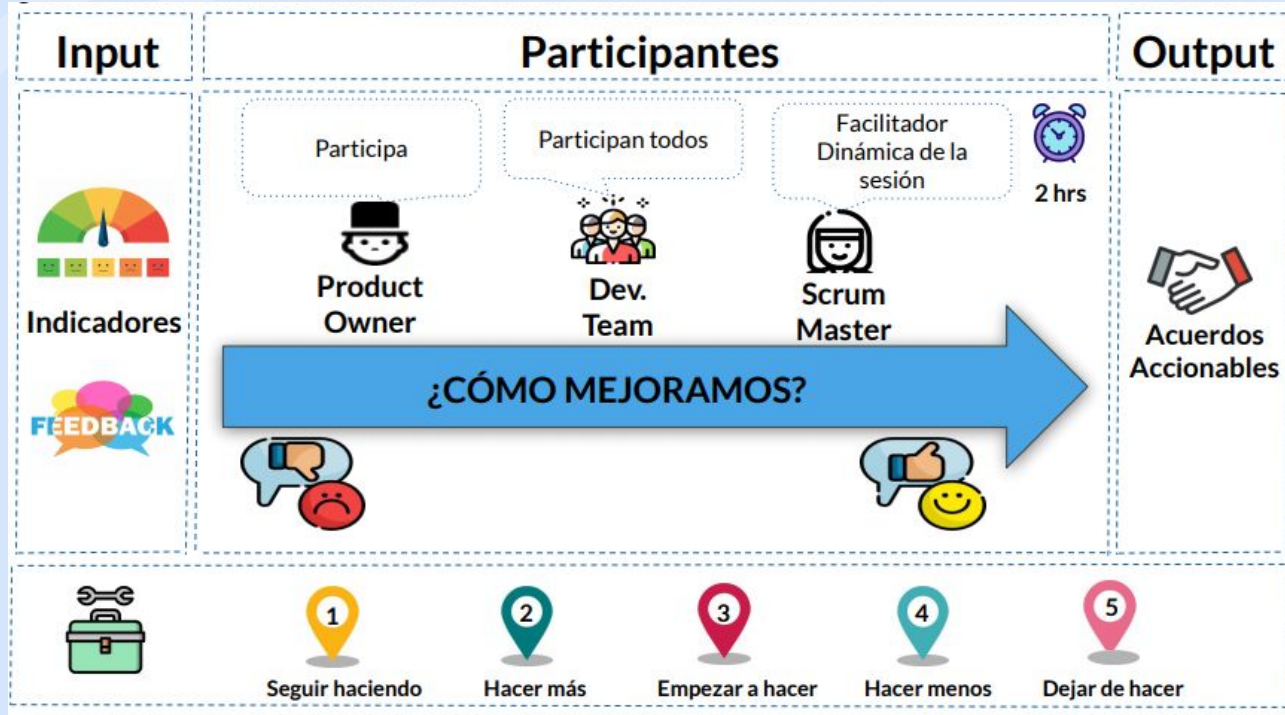 Input
Participantes
Output
Participa
Participan todos
Facilitador
Dinámica de la
sesión
2 hrs
Indicadores
FEEDBACK
Product
Owner
Dev.
Team
Scrum
Master
¿CÓMO MEJORAMOS?
Acuerdos
Accionables
1
2
3
4
5
Seguir haciendo
Hacer más
Empezar a hacer
Hacer menos
Dejar de hacer